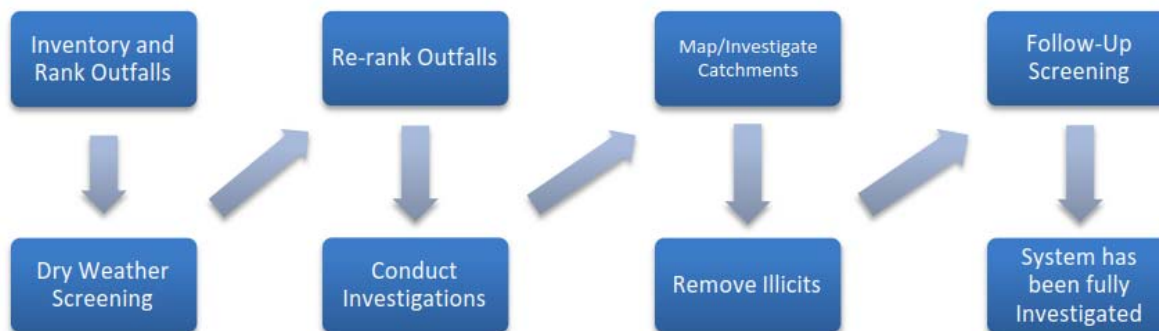 Inventory and
Rank Outfalls
Dry Weather
Screening
Re-rank Outfalls
Conduct
Investigations
Map/Investigate
Catchments
Remove Illicits
Follow-Up
Screening
System has
been fully
Investigated